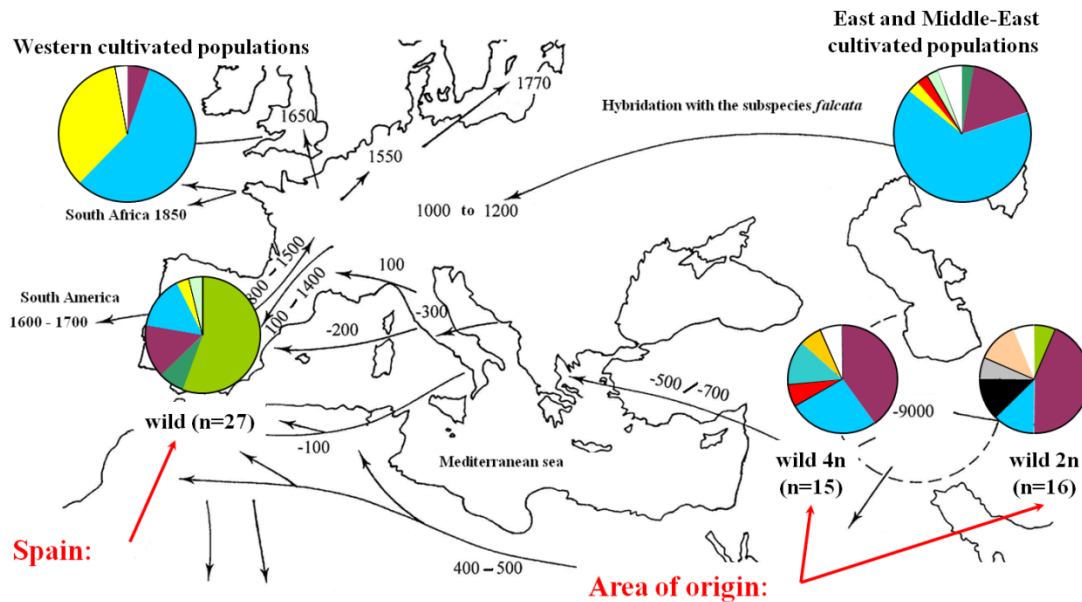 Western cultivated populations
East and Middle-East
cultivated populations
1770
1650
Hybridation with the subspecies falcata
1550
South Africa 1850
1000 to 1200
800 – 1500
100 – 1400
100
South America
1600 - 1700
-300
-200
-500 / -700
-9000
wild (n=27)
-100
Mediterranean sea
wild 4n
(n=15)
wild 2n
(n=16)
Spain:
400 – 500
Area of origin: